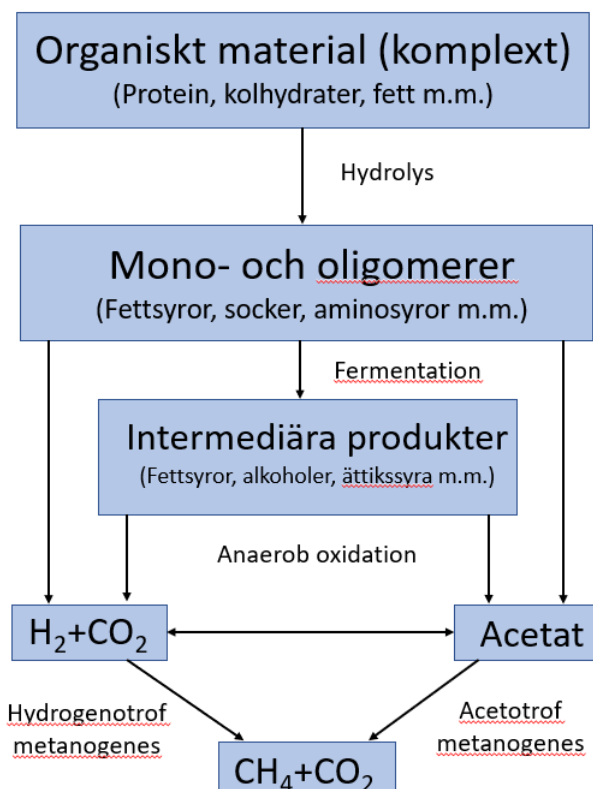 Organiskt material (komplext)
(Protein, kolhydrater, fett m.m.)
Hydrolys
Mono- och oligomerer
(Fettsyror, socker, aminosyror m.m.)
Fermentation
Intermediära produkter
(Fettsyror, alkoholer, ättikssyra m.m.)
Anaerob oxidation
H₂+CO₂
Acetat
Hydrogenotrof
metanogenes
Acetotrof
metanogenes
CH₄+CO₂